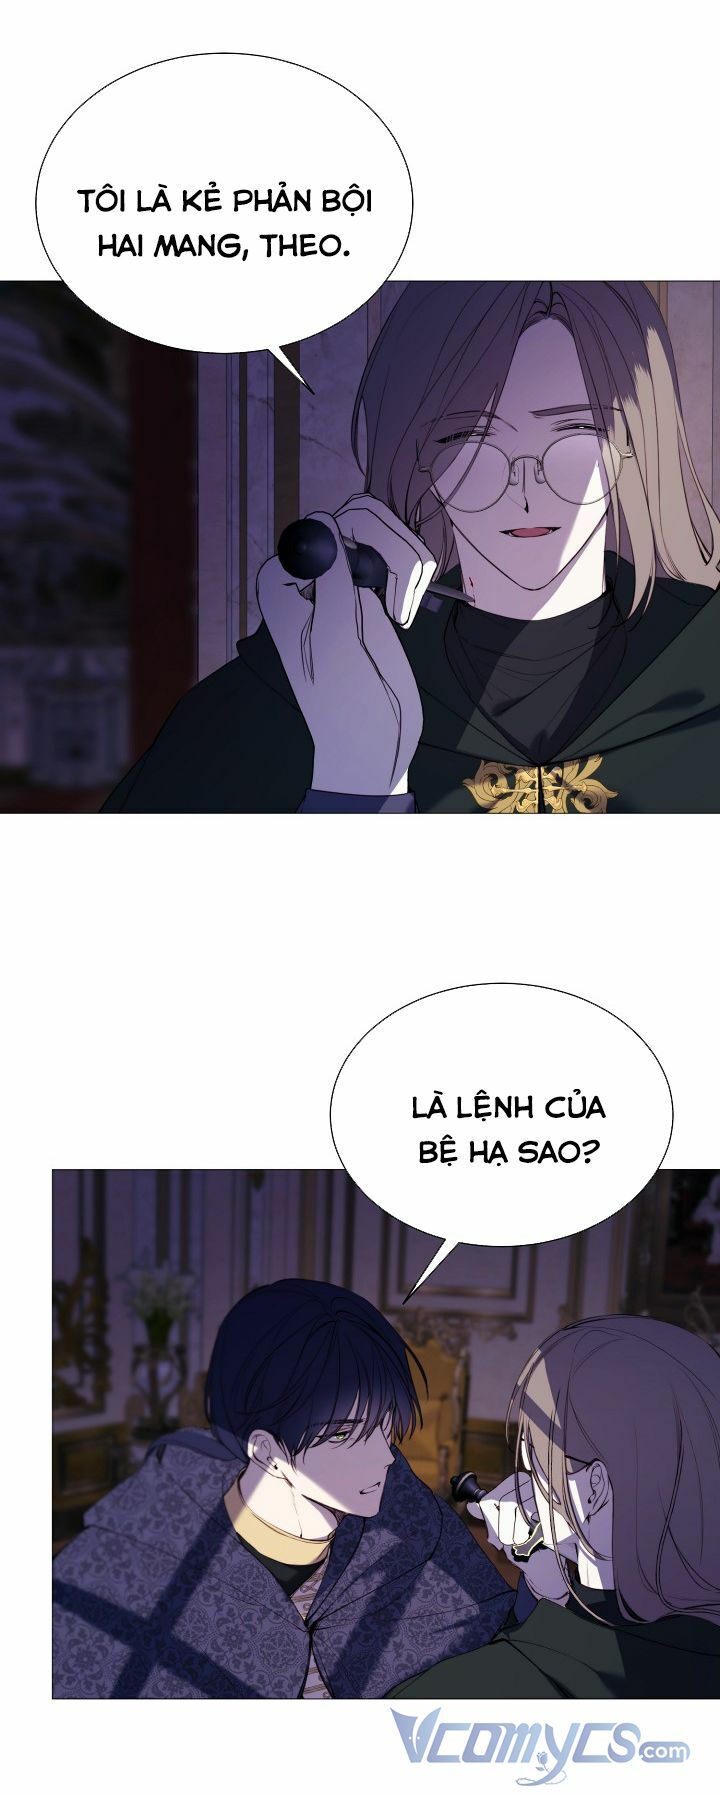 TÔI LÀ KẺ PHẢN BỘI
HAI MANG, THEO.
LÀ LỆNH CỦA
BỆ HẠ SAO?
VCOMYCS.com